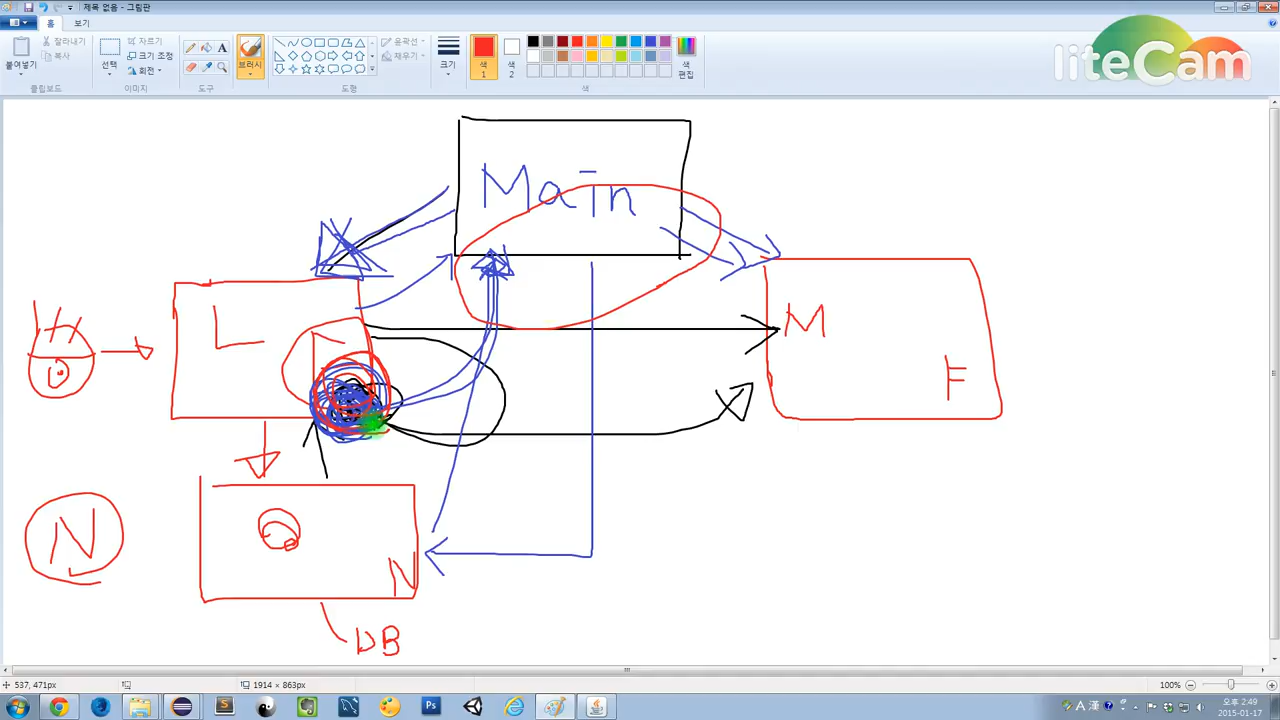 제목 없음 - 그림판
홈
보기
붙여넣기
잘라내기
복사
클립보드
선택
자르기
크기 조정
회전
이미지
A
도구
브러시
윤곽선
채우기
도형
크기
색
1
색
2
색
편집
색
liteCam
Main
L
M
F
N
N
DB
537, 471px
1914 × 863px
100%
A 漢
오후 2:49
2015-01-17